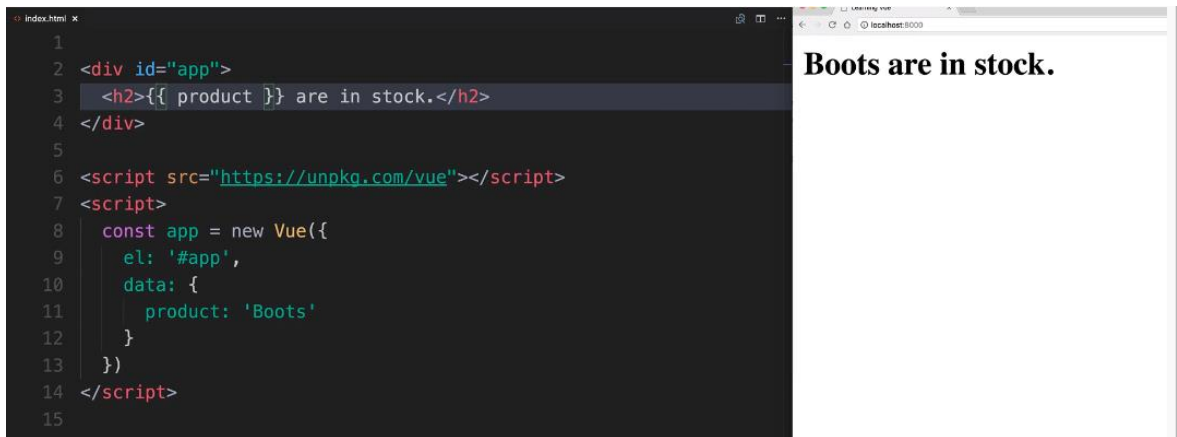 index.html
1
2 <div id="app">
3 <h2>{{ product }} are in stock.</h2>
4 </div>
5
6 <script src="https://unpkg.com/vue"></script>
7 <script>
8 const app = new Vue({
9 el: '#app',
10 data: {
11 product: 'Boots'
12 }
13 })
14 </script>
15
Learning Vue
localhost:8000
Boots are in stock.